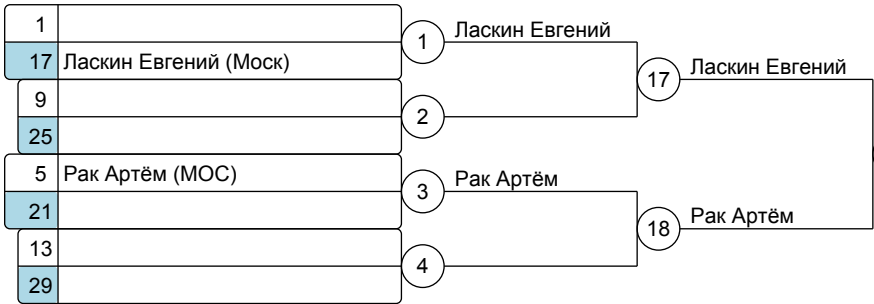 1
1 Ласкин Евгений
17 Ласкин Евгений (Моск)
17 Ласкин Евгений
9
2
25
5 Рак Артём (МОС)
3 Рак Артём
21
18 Рак Артём
13
4
29